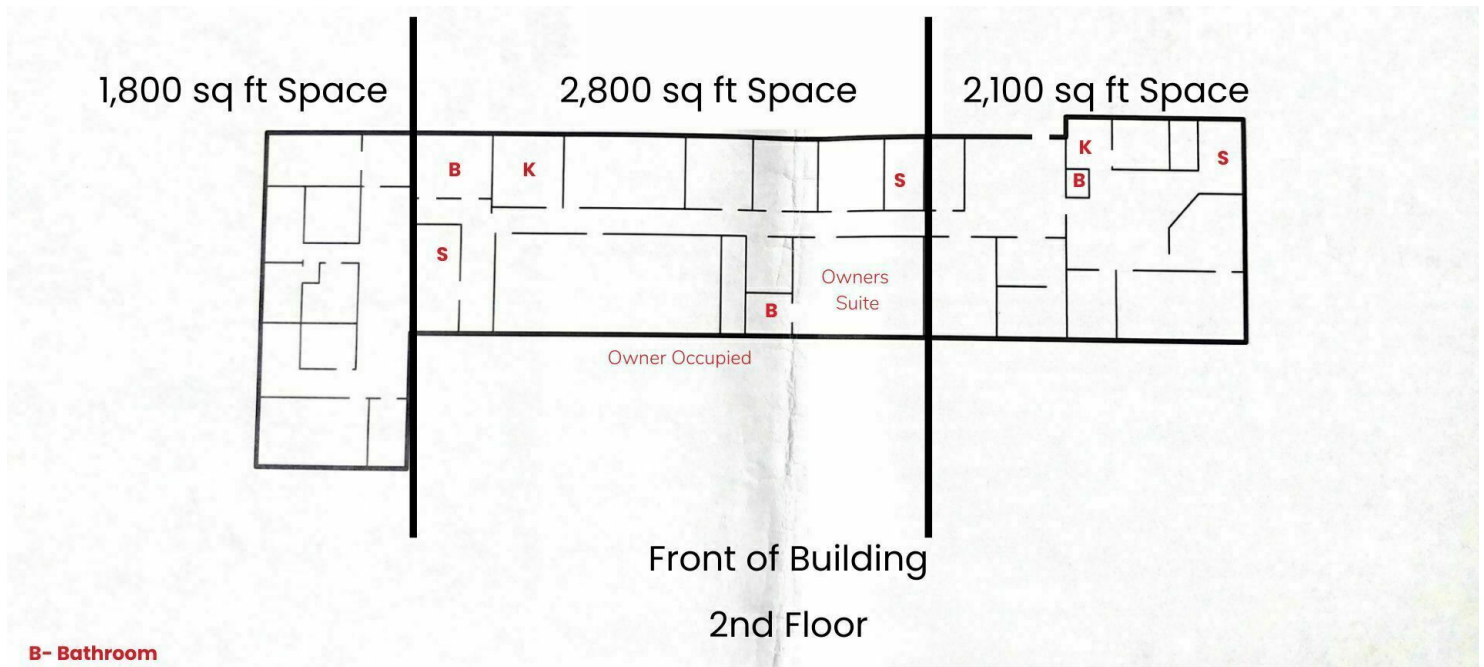 1,800 sq ft Space
2,800 sq ft Space
2,100 sq ft Space
B
K
S
K
B
S
S
B
Owners
Suite
Owner Occupied
Front of Building
2nd Floor
B- Bathroom